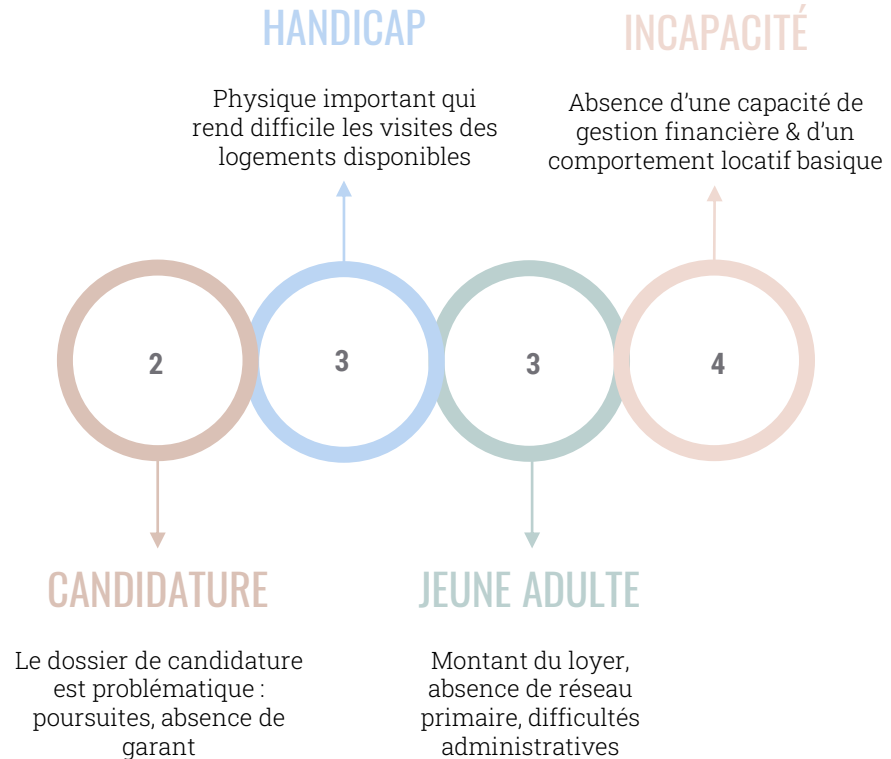 HANDICAP
Physique important qui
rend difficile les visites des
logements disponibles
INCAPACITÉ
Absence d’une capacité de
gestion financière & d’un
comportement locatif basique
2
3
3
4
CANDIDATURE
Le dossier de candidature
est problématique :
poursuites, absence de
garant
JEUNE ADULTE
Montant du loyer,
absence de réseau
primaire, difficultés
administratives